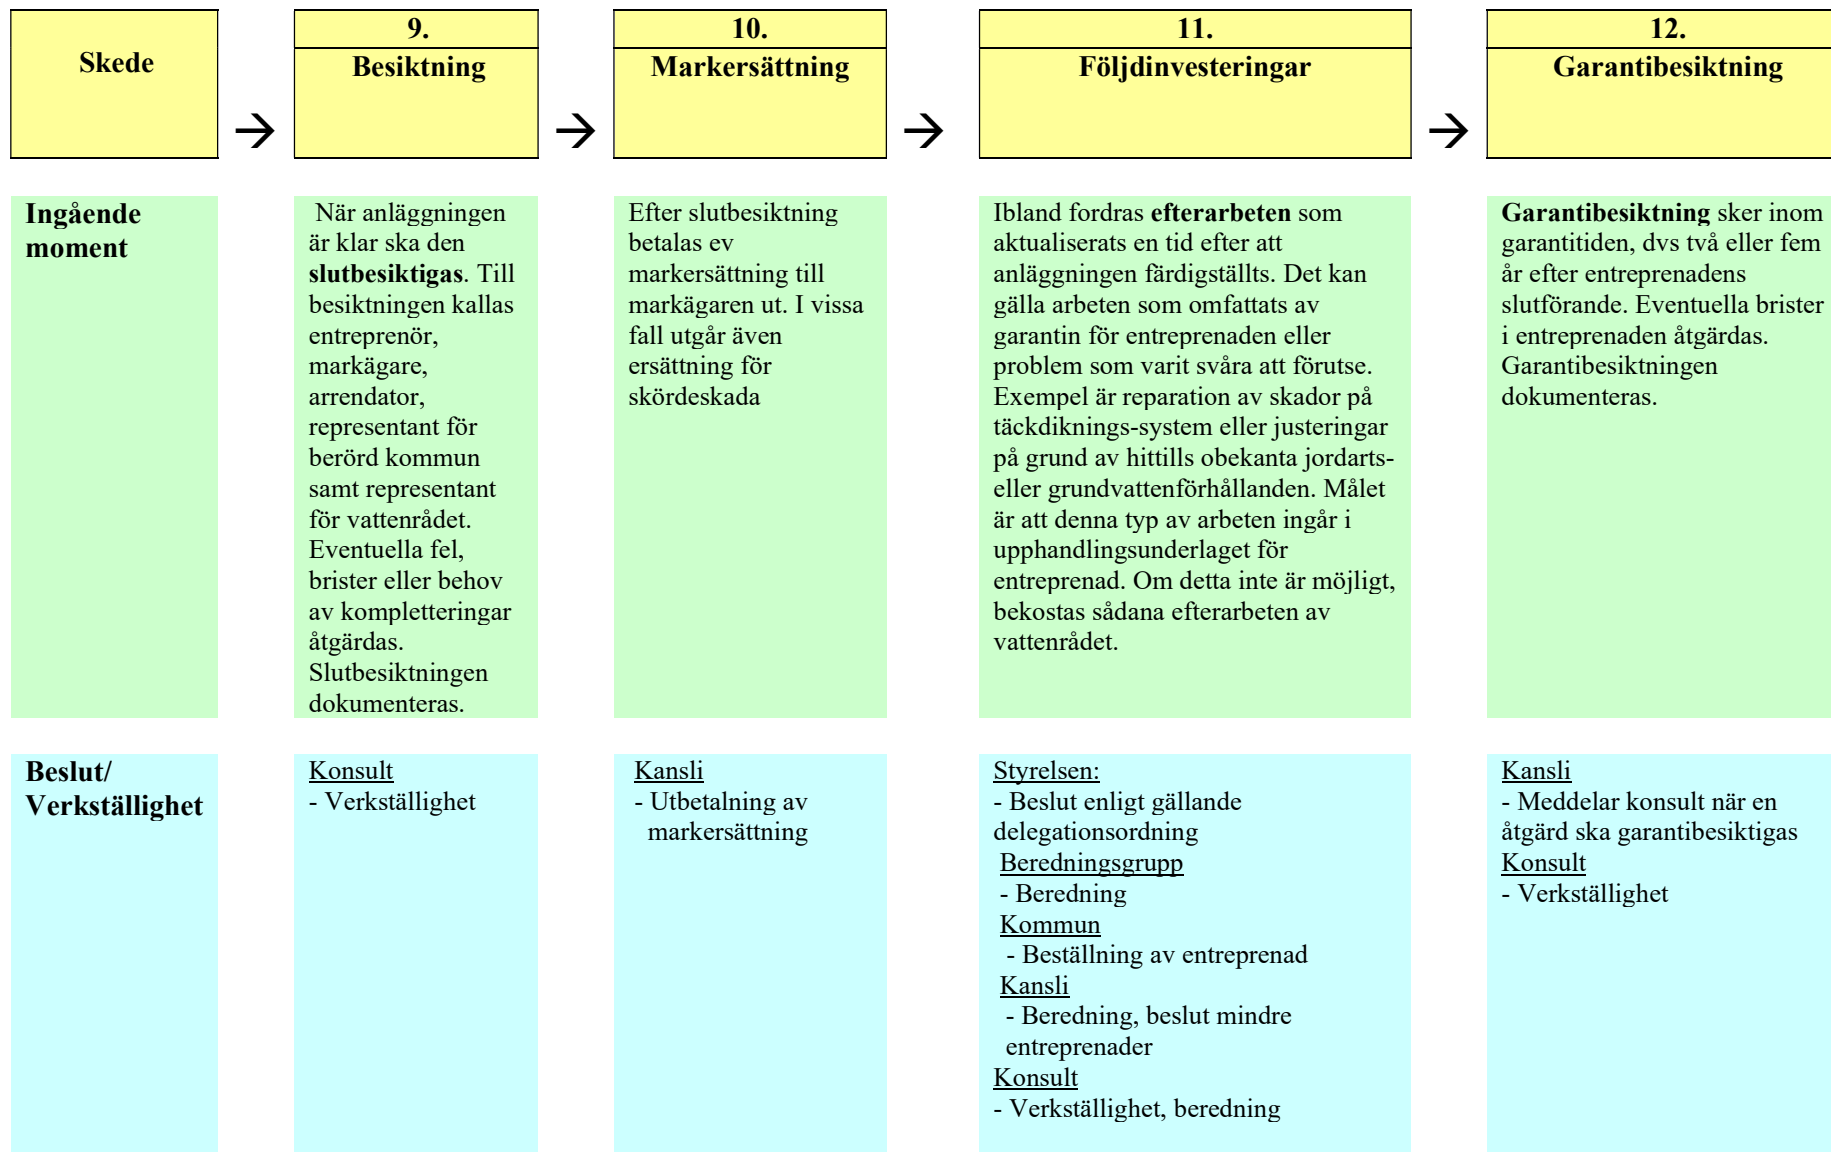 Skede
9.
Besiktning
10.
Markersättning
11.
Följdinvesteringar
12.
Garantibesiktning
→
→
→
→
Ingående
moment
När anläggningen
är klar ska den
slutbesiktigas. Till
besiktningen kallas
entreprenör,
markägare,
arrendator,
representant för
berörd kommun
samt representant
för vattenrådet.
Eventuella fel,
brister eller behov
av kompletteringar
åtgärdas.
Slutbesiktningen
dokumenteras.
Efter slutbesiktning
betalas ev
markersättning till
markägaren ut. I vissa
fall utgår även
ersättning för
skördeskada
Ibland fordras efterarbeten som
aktualiserats en tid efter att
anläggningen färdigställts. Det kan
gälla arbeten som omfattats av
garantin för entreprenaden eller
problem som varit svåra att förutse.
Exempel är reparation av skador på
täckdiknings-system eller justeringar
på grund av hittills obekanta jordarts-
eller grundvattenförhållanden. Målet
är att denna typ av arbeten ingår i
upphandlingsunderlaget för
entreprenad. Om detta inte är möjligt,
bekostas sådana efterarbeten av
vattenrådet.
Garantibesiktning sker inom
garantitiden, dvs två eller fem
år efter entreprenadens
slutförande. Eventuella brister
i entreprenaden åtgärdas.
Garantibesiktningen
dokumenteras.
Beslut/
Verkställighet
Konsult
- Verkställighet
Kansli
- Utbetalning av
markersättning
Styrelsen:
- Beslut enligt gällande
delegationsordning
Beredningsgrupp
- Beredning
Kommun
- Beställning av entreprenad
Kansli
- Beredning, beslut mindre
entreprenader
Konsult
- Verkställighet, beredning
Kansli
- Meddelar konsult när en
åtgärd ska garantibesiktigas
Konsult
- Verkställighet